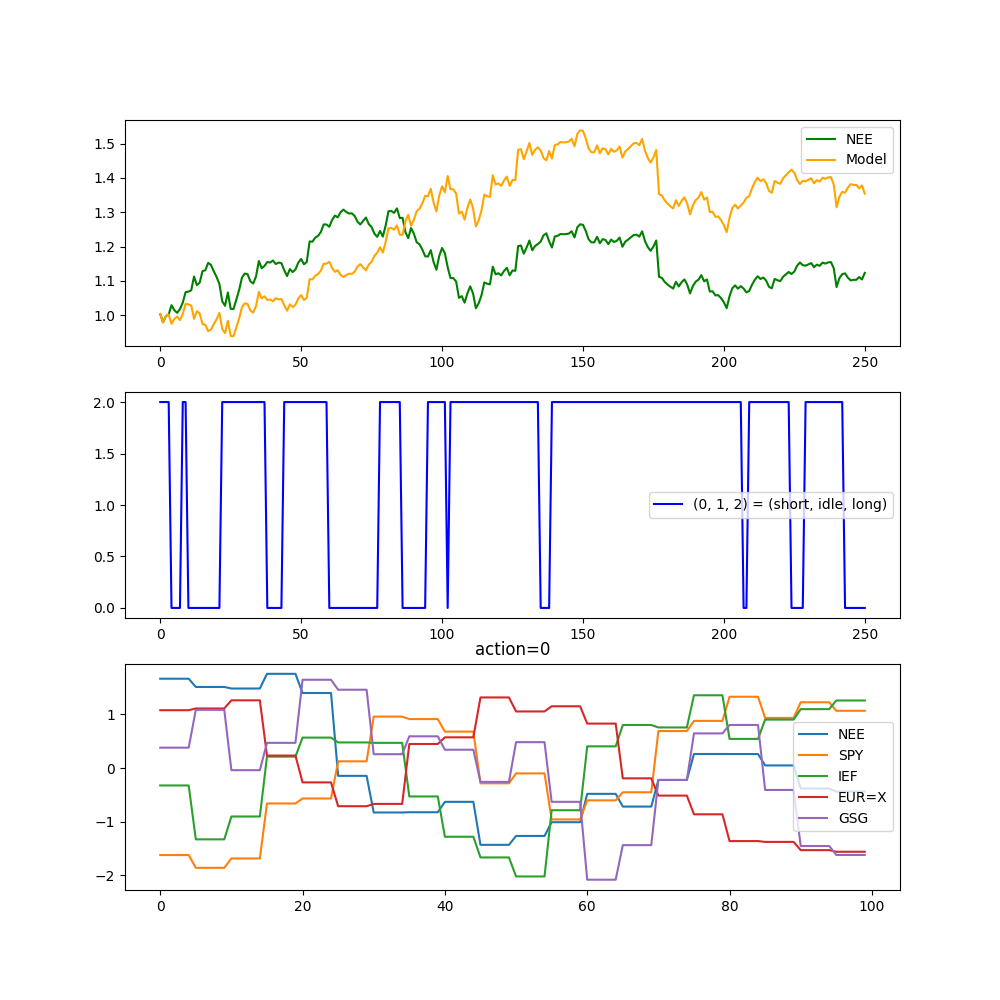 1.5
1.4
1.3
1.2
1.1
1.0
NEE
Model
0 50 100 150 200 250
2.0
1.5
1.0
0.5
0.0
(0, 1, 2) = (short, idle, long)
0 50 100 150 200 250
action=0
1
0
−1
−2
NEE
SPY
IEF
EUR=X
GSG
0 20 40 60 80 100